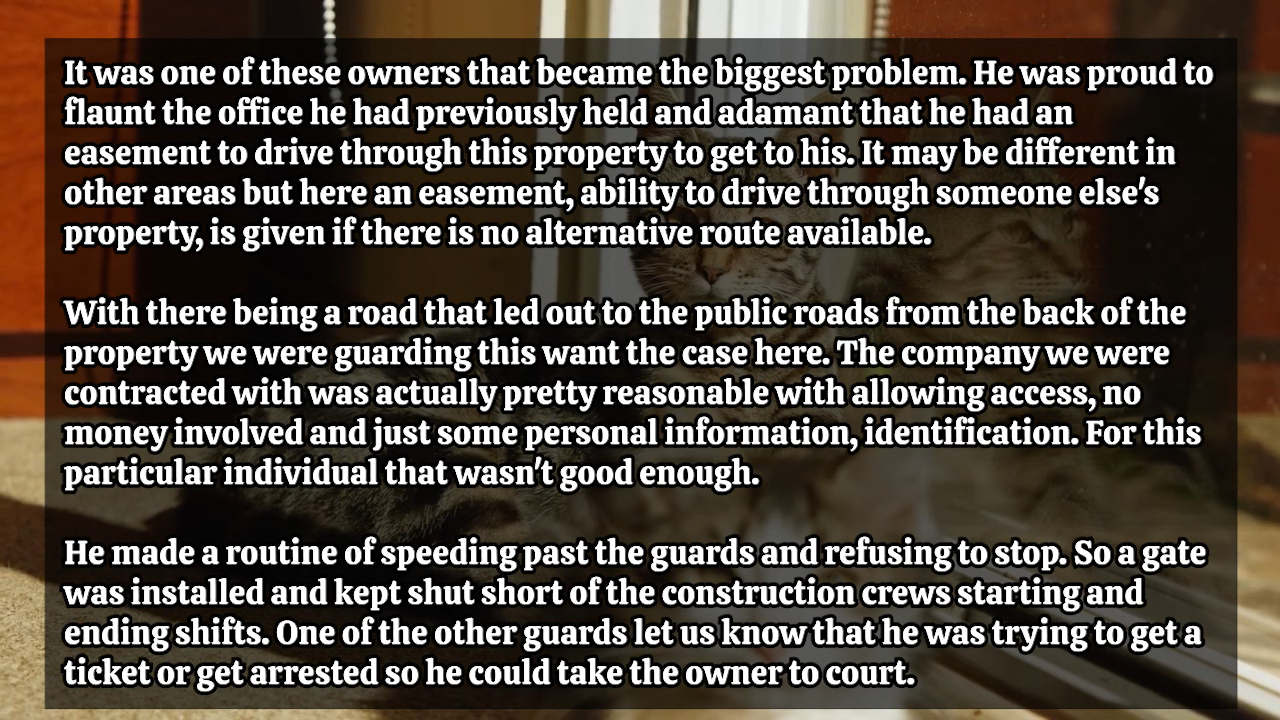 It was one of these owners that became the biggest problem. He was proud to
flaunt the office he had previously held and adamant that he had an
easement to drive through this property to get to his. It may be different in
other areas but here an easement, ability to drive through someone else's
property, is given if there is no alternative route available.
With there being a road that led out to the public roads from the back of the
property we were guarding this want the case here. The company we were
contracted with was actually pretty reasonable with allowing access, no
money involved and just some personal information, identification. For this
particular individual that wasn't good enough.
He made a routine of speeding past the guards and refusing to stop. So a gate
was installed and kept shut short of the construction crews starting and
ending shifts. One of the other guards let us know that he was trying to get a
ticket or get arrested so he could take the owner to court.